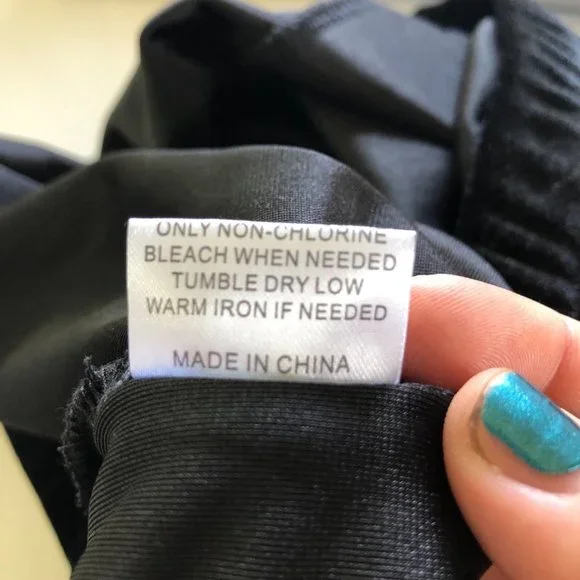 ONLY NON-CHLORINE
BLEACH WHEN NEEDED
TUMBLE DRY LOW
WARM IRON IF NEEDED
MADE IN CHINA